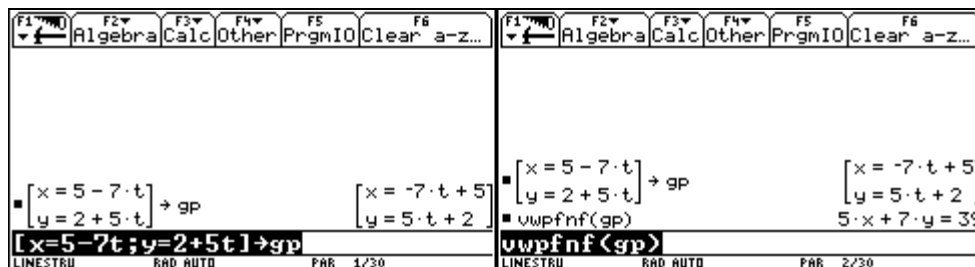 F1 F2▾ F3▾ F4▾ F5 F6
Algebra Calc Other PrgmIO Clear a-z…
■ [x = 5 - 7·t
y = 2 + 5·t] → gp [x = -7·t + 5
y = 5·t + 2]
[x=5-7t;y=2+5t]→gp
LINESTRU RAD AUTO PAR 1/30
F1 F2▾ F3▾ F4▾ F5 F6
Algebra Calc Other PrgmIO Clear a-z…
■ [x = 5 - 7·t
y = 2 + 5·t] → gp [x = -7·t + 5
y = 5·t + 2
■ vwpfnf(gp) 5·x + 7·y = 39
vwpfnf(gp)
LINESTRU RAD AUTO PAR 2/30